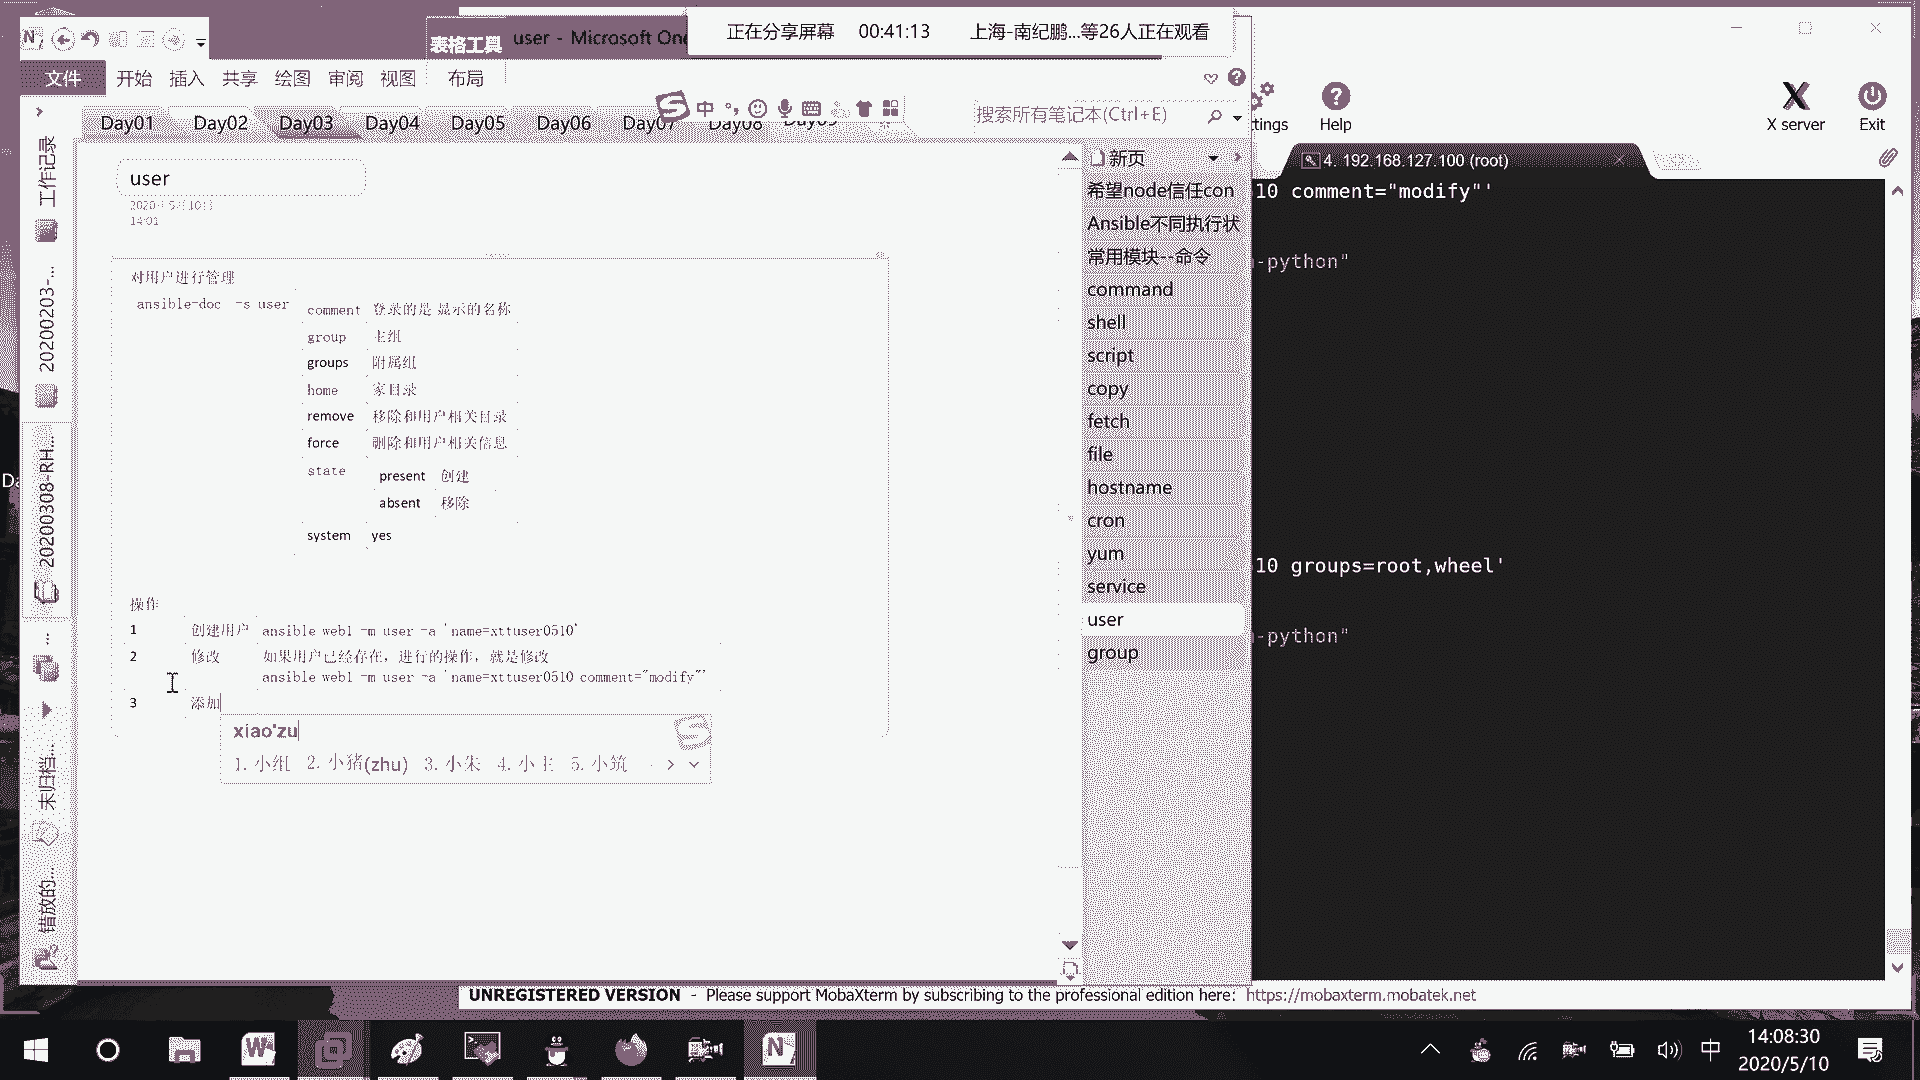 正在分享屏幕 00:41:13 上海-南纪鹏...等26人正在观看
表格工具 user - Microsoft One
文件 开始 插入 共享 绘图 审阅 视图 布局
中
搜索所有笔记本(Ctrl+E)
tings Help X server Exit
Day01 Day02 Day03 Day04 Day05 Day06 Day07 Day08 Day09
4. 192.168.127.100 (root)
工作记录
20200203-...
20200308-RH...
...
未归档...
错放的...
user
2020年5月10日
14:01
对用户进行管理
ansible-doc -s user
comment 登录的是 显示的名称
group 主组
groups 附属组
home 家目录
remove 移除和用户相关目录
force 删除和用户相关信息
state present 创建
absent 移除
system yes
操作
1 创建用户 ansible web1 -m user -a 'name=xttuser0510'
2 修改 如果用户已经存在，进行的操作，就是修改
ansible web1 -m user -a 'name=xttuser0510 comment="modify"'
3 添加
xiao'zu
1. 小组 2. 小猪(zhu) 3. 小朱 4. 小主 5. 小筑
新页
希望node信任con
Ansible不同执行状
常用模块--命令
command
shell
script
copy
fetch
file
hostname
cron
yum
service
user
group
10 comment="modify"'
-python"
10 groups=root,wheel'
-python"
UNREGISTERED VERSION - Please support MobaXterm by subscribing to the professional edition here: https://mobaxterm.mobatek.net
中 14:08:30
2020/5/10